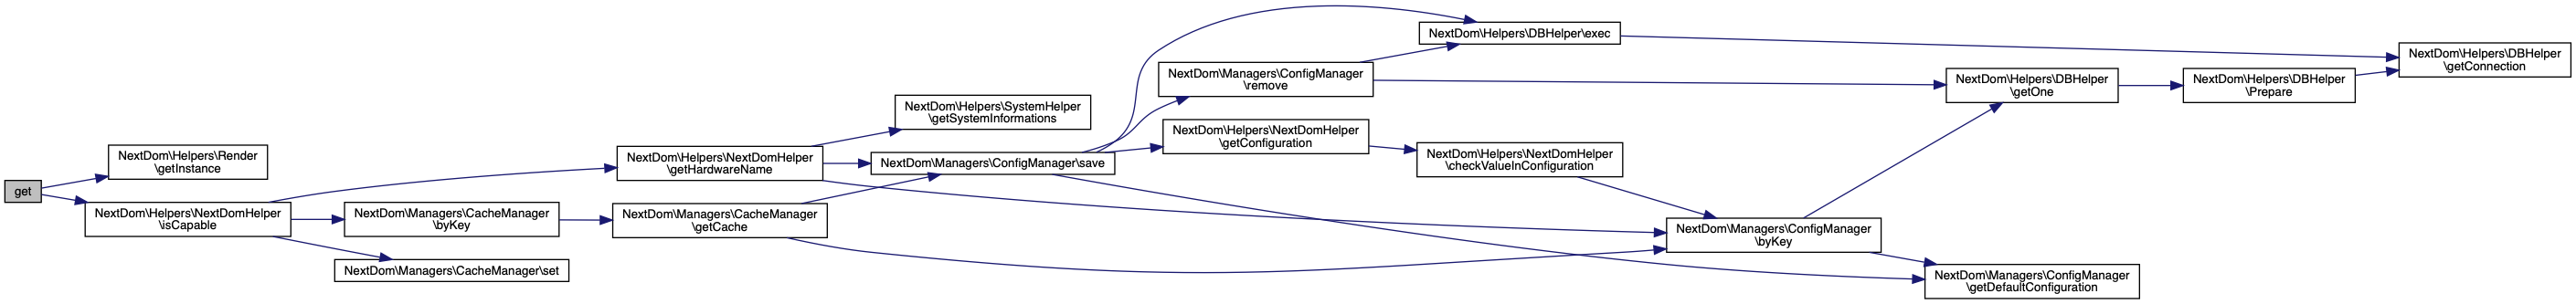 get
NextDom\Helpers\Render
\getInstance
NextDom\Helpers\NextDomHelper
\isCapable
NextDom\Managers\CacheManager
\byKey
NextDom\Managers\CacheManager\set
NextDom\Helpers\NextDomHelper
\getHardwareName
NextDom\Managers\CacheManager
\getCache
NextDom\Helpers\SystemHelper
\getSystemInformations
NextDom\Managers\ConfigManager\save
NextDom\Managers\ConfigManager
\remove
NextDom\Helpers\NextDomHelper
\getConfiguration
NextDom\Helpers\DBHelper\exec
NextDom\Helpers\NextDomHelper
\checkValueInConfiguration
NextDom\Managers\ConfigManager
\byKey
NextDom\Helpers\DBHelper
\getOne
NextDom\Managers\ConfigManager
\getDefaultConfiguration
NextDom\Helpers\DBHelper
\Prepare
NextDom\Helpers\DBHelper
\getConnection